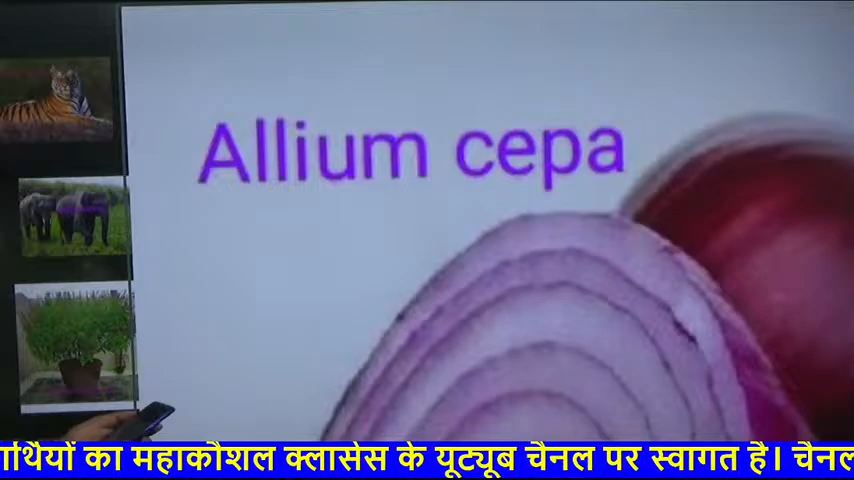 Allium cepa
र्थियों का महाकौशल क्लासेस के यूट्यूब चैनल पर स्वागत है। चैनल